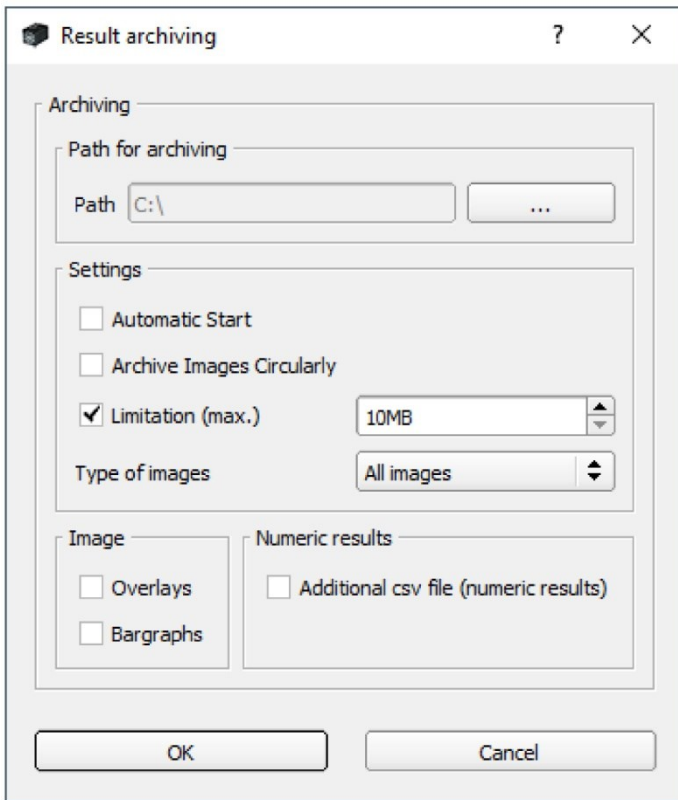 Result archiving ? ×
Archiving
Path for archiving
Path C:\ ...
Settings
Automatic Start
Archive Images Circularly
Limitation (max.) 10MB
Type of images All images
Image Numeric results
Overlays Additional csv file (numeric results)
Bargraphs
OK Cancel